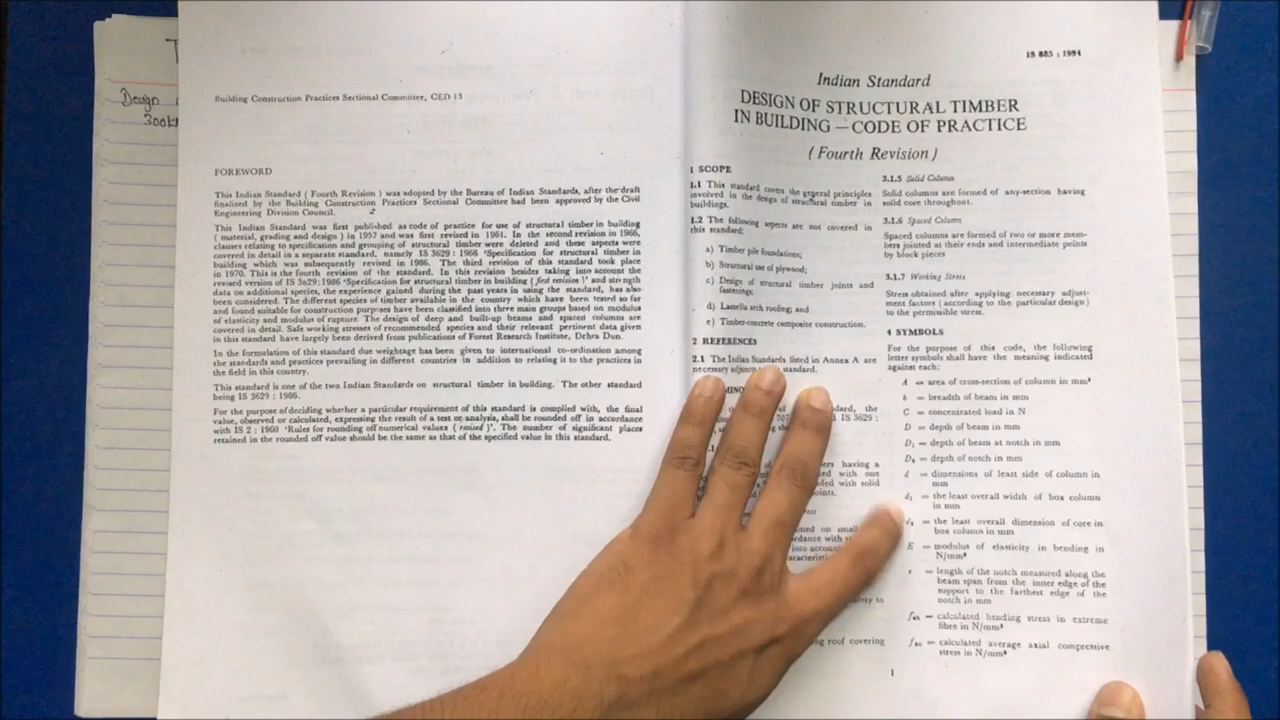 Design
300k
Building Construction Practices Sectional Committee, CED 13
FOREWORD
This Indian Standard ( Fourth Revision ) was adopted by the Bureau of Indian Standards, after the draft
finalized by the Building Construction Practices Sectional Committee had been approved by the Civil
Engineering Division Council.
This Indian Standard was first published as code of practice for use of structural timber in building
( material, grading and design ) in 1957 and was first revised in 1961. In the second revision in 1966,
clauses relating to specification and grouping of structural timber were deleted and these aspects were
covered in detail in a separate standard, namely IS 3629 : 1966 'Specification for structural timber in
building which was subsequently revised in 1986. The third revision of this standard took place
in 1970. This is the fourth revision of the standard. In this revision besides taking into account the
revised version of IS 3629:1986 'Specification for structural timber in building ( first revision )' and strength
data on additional species, the experience gained during the past years in using the standard, has also
been considered. The different species of timber available in the country which have been tested so far
and found suitable for construction purposes have been classified into three main groups based on modulus
of elasticity and modulus of rupture. The design of deep and built-up beams and spaced columns are
covered in detail. Safe working stresses of recommended species and their relevant pertinent data given
in this standard have largely been derived from publications of Forest Research Institute, Dehra Dun.
In the formulation of this standard due weightage has been given to international co-ordination among
the standards and practices prevailing in different countries in addition to relating it to the practices in
the field in this country.
This standard is one of the two Indian Standards on structural timber in building. The other standard
being IS 3629 : 1986.
For the purpose of deciding whether a particular requirement of this standard is complied with, the final
value, observed or calculated, expressing the result of a test or analysis, shall be rounded off in accordance
with IS 2 : 1960 'Rules for rounding off numerical values ( revised )'. The number of significant places
retained in the rounded off value should be the same as that of the specified value in this standard.
IS 883 : 1994
Indian Standard
DESIGN OF STRUCTURAL TIMBER
IN BUILDING — CODE OF PRACTICE
( Fourth Revision )
1 SCOPE
1.1 This standard covers the general principles
involved in the design of structural timber in
buildings.
1.2 The following aspects are not covered in
this standard:
a) Timber pile foundations;
b) Structural use of plywood;
c) Design of structural timber joints and
fastenings;
d) Lamella arch roofing; and
e) Timber-concrete composite construction.
2 REFERENCES
2.1 The Indian Standards listed in Annex A are
necessary adjuncts standard.
of dard, the
707 IS 3629 :
of ers having a
with one
with solid
ined on small
ordance with
into account
ety to
ng roof covering
3.1.5 Solid Column
Solid columns are formed of any-section having
solid core throughout.
3.1.6 Spaced Column
Spaced columns are formed of two or more mem-
bers jointed at their ends and intermediate points
by block pieces
3.1.7 Working Stress
Stress obtained after applying necessary adjust-
ment factors (according to the particular design)
to the permissible stress.
4 SYMBOLS
For the purpose of this code, the following
letter symbols shall have the meaning indicated
against each:
A = area of cross-section of column in mm²
b = breadth of beam in mm
C = concentrated load in N
D = depth of beam in mm
D₁ = depth of beam at notch in mm
D₂ = depth of notch in mm
d = dimensions of least side of column in
mm
d₁ = the least overall width of box column
in mm
d₂ = the least overall dimension of core in
box column in mm
E = modulus of elasticity in bending in
N/mm²
e = length of the notch measured along the
beam span from the inner edge of the
support to the farthest edge of the
notch in mm
f_ab = calculated bending stress in extreme
fibre in N/mm²
f_ac = calculated average axial compressive
stress in N/mm²
1